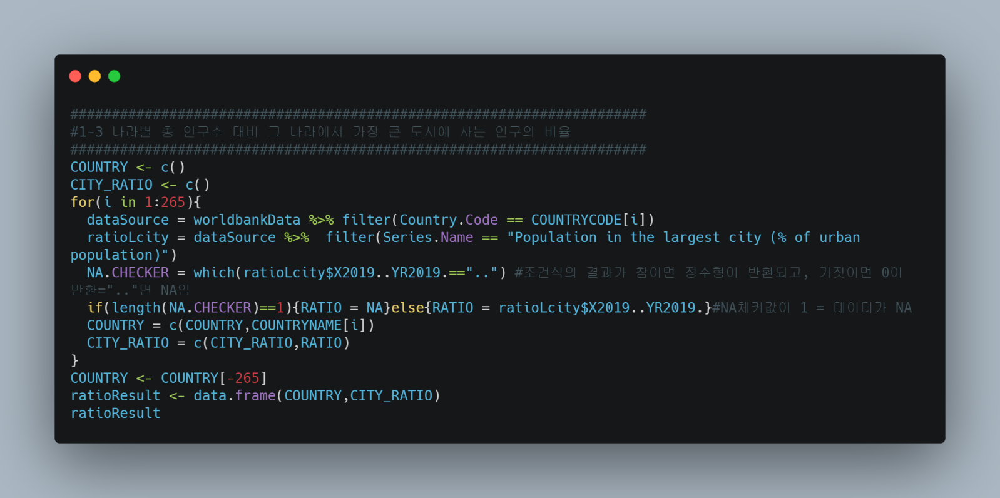 ######################################################################
#1-3 나라별 총 인구수 대비 그 나라에서 가장 큰 도시에 사는 인구의 비율
######################################################################
COUNTRY <- c()
CITY_RATIO <- c()
for(i in 1:265){
  dataSource = worldbankData %>% filter(Country.Code == COUNTRYCODE[i])
  ratioLcity = dataSource %>%  filter(Series.Name == "Population in the largest city (% of urban
population)")
  NA.CHECKER = which(ratioLcity$X2019..YR2019.=="..") #조건식의 결과가 참이면 정수형이 반환되고, 거짓이면 0이
반환=".."면 NA임
  if(length(NA.CHECKER)==1){RATIO = NA}else{RATIO = ratioLcity$X2019..YR2019.}#NA체커값이 1 = 데이터가 NA
  COUNTRY = c(COUNTRY,COUNTRYNAME[i])
  CITY_RATIO = c(CITY_RATIO,RATIO)
}
COUNTRY <- COUNTRY[-265]
ratioResult <- data.frame(COUNTRY,CITY_RATIO)
ratioResult